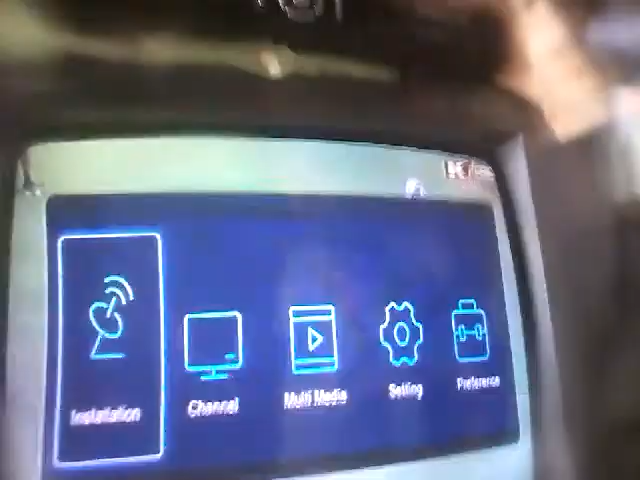 Installation
Channel
Multi Media
Setting
Preference